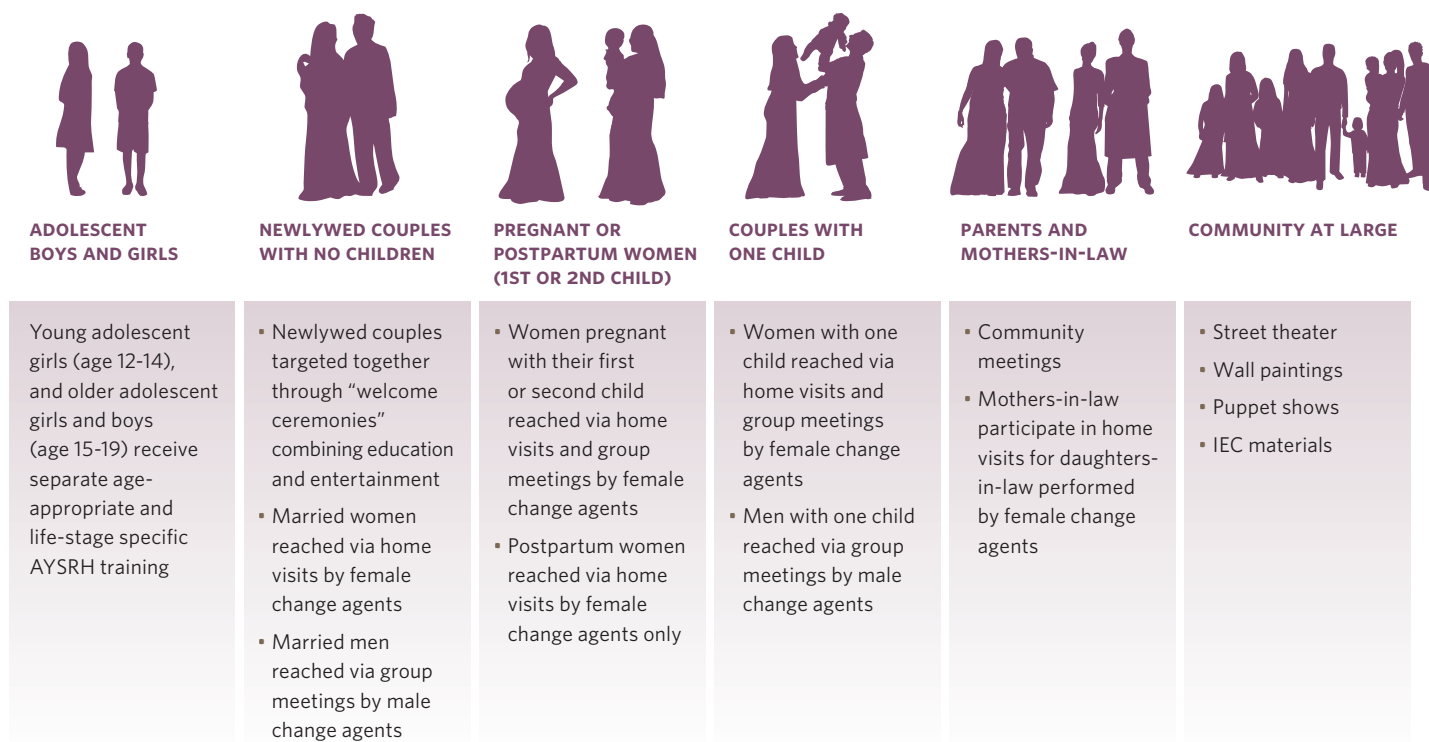 ADOLESCENT
BOYS AND GIRLS
Young adolescent
girls (age 12-14),
and older adolescent
girls and boys
(age 15-19) receive
separate age-
appropriate and
life-stage specific
AYSRH training
NEWLYWED COUPLES
WITH NO CHILDREN
▪ Newlywed couples
targeted together
through “welcome
ceremonies”
combining education
and entertainment
▪ Married women
reached via home
visits by female
change agents
▪ Married men
reached via group
meetings by male
change agents
PREGNANT OR
POSTPARTUM WOMEN
(1ST OR 2ND CHILD)
▪ Women pregnant
with their first
or second child
reached via home
visits and group
meetings by female
change agents
▪ Postpartum women
reached via home
visits by female
change agents only
COUPLES WITH
ONE CHILD
▪ Women with one
child reached via
home visits and
group meetings
by female change
agents
▪ Men with one child
reached via group
meetings by male
change agents
PARENTS AND
MOTHERS-IN-LAW
▪ Community
meetings
▪ Mothers-in-law
participate in home
visits for daughters-
in-law performed
by female change
agents
COMMUNITY AT LARGE
▪ Street theater
▪ Wall paintings
▪ Puppet shows
▪ IEC materials